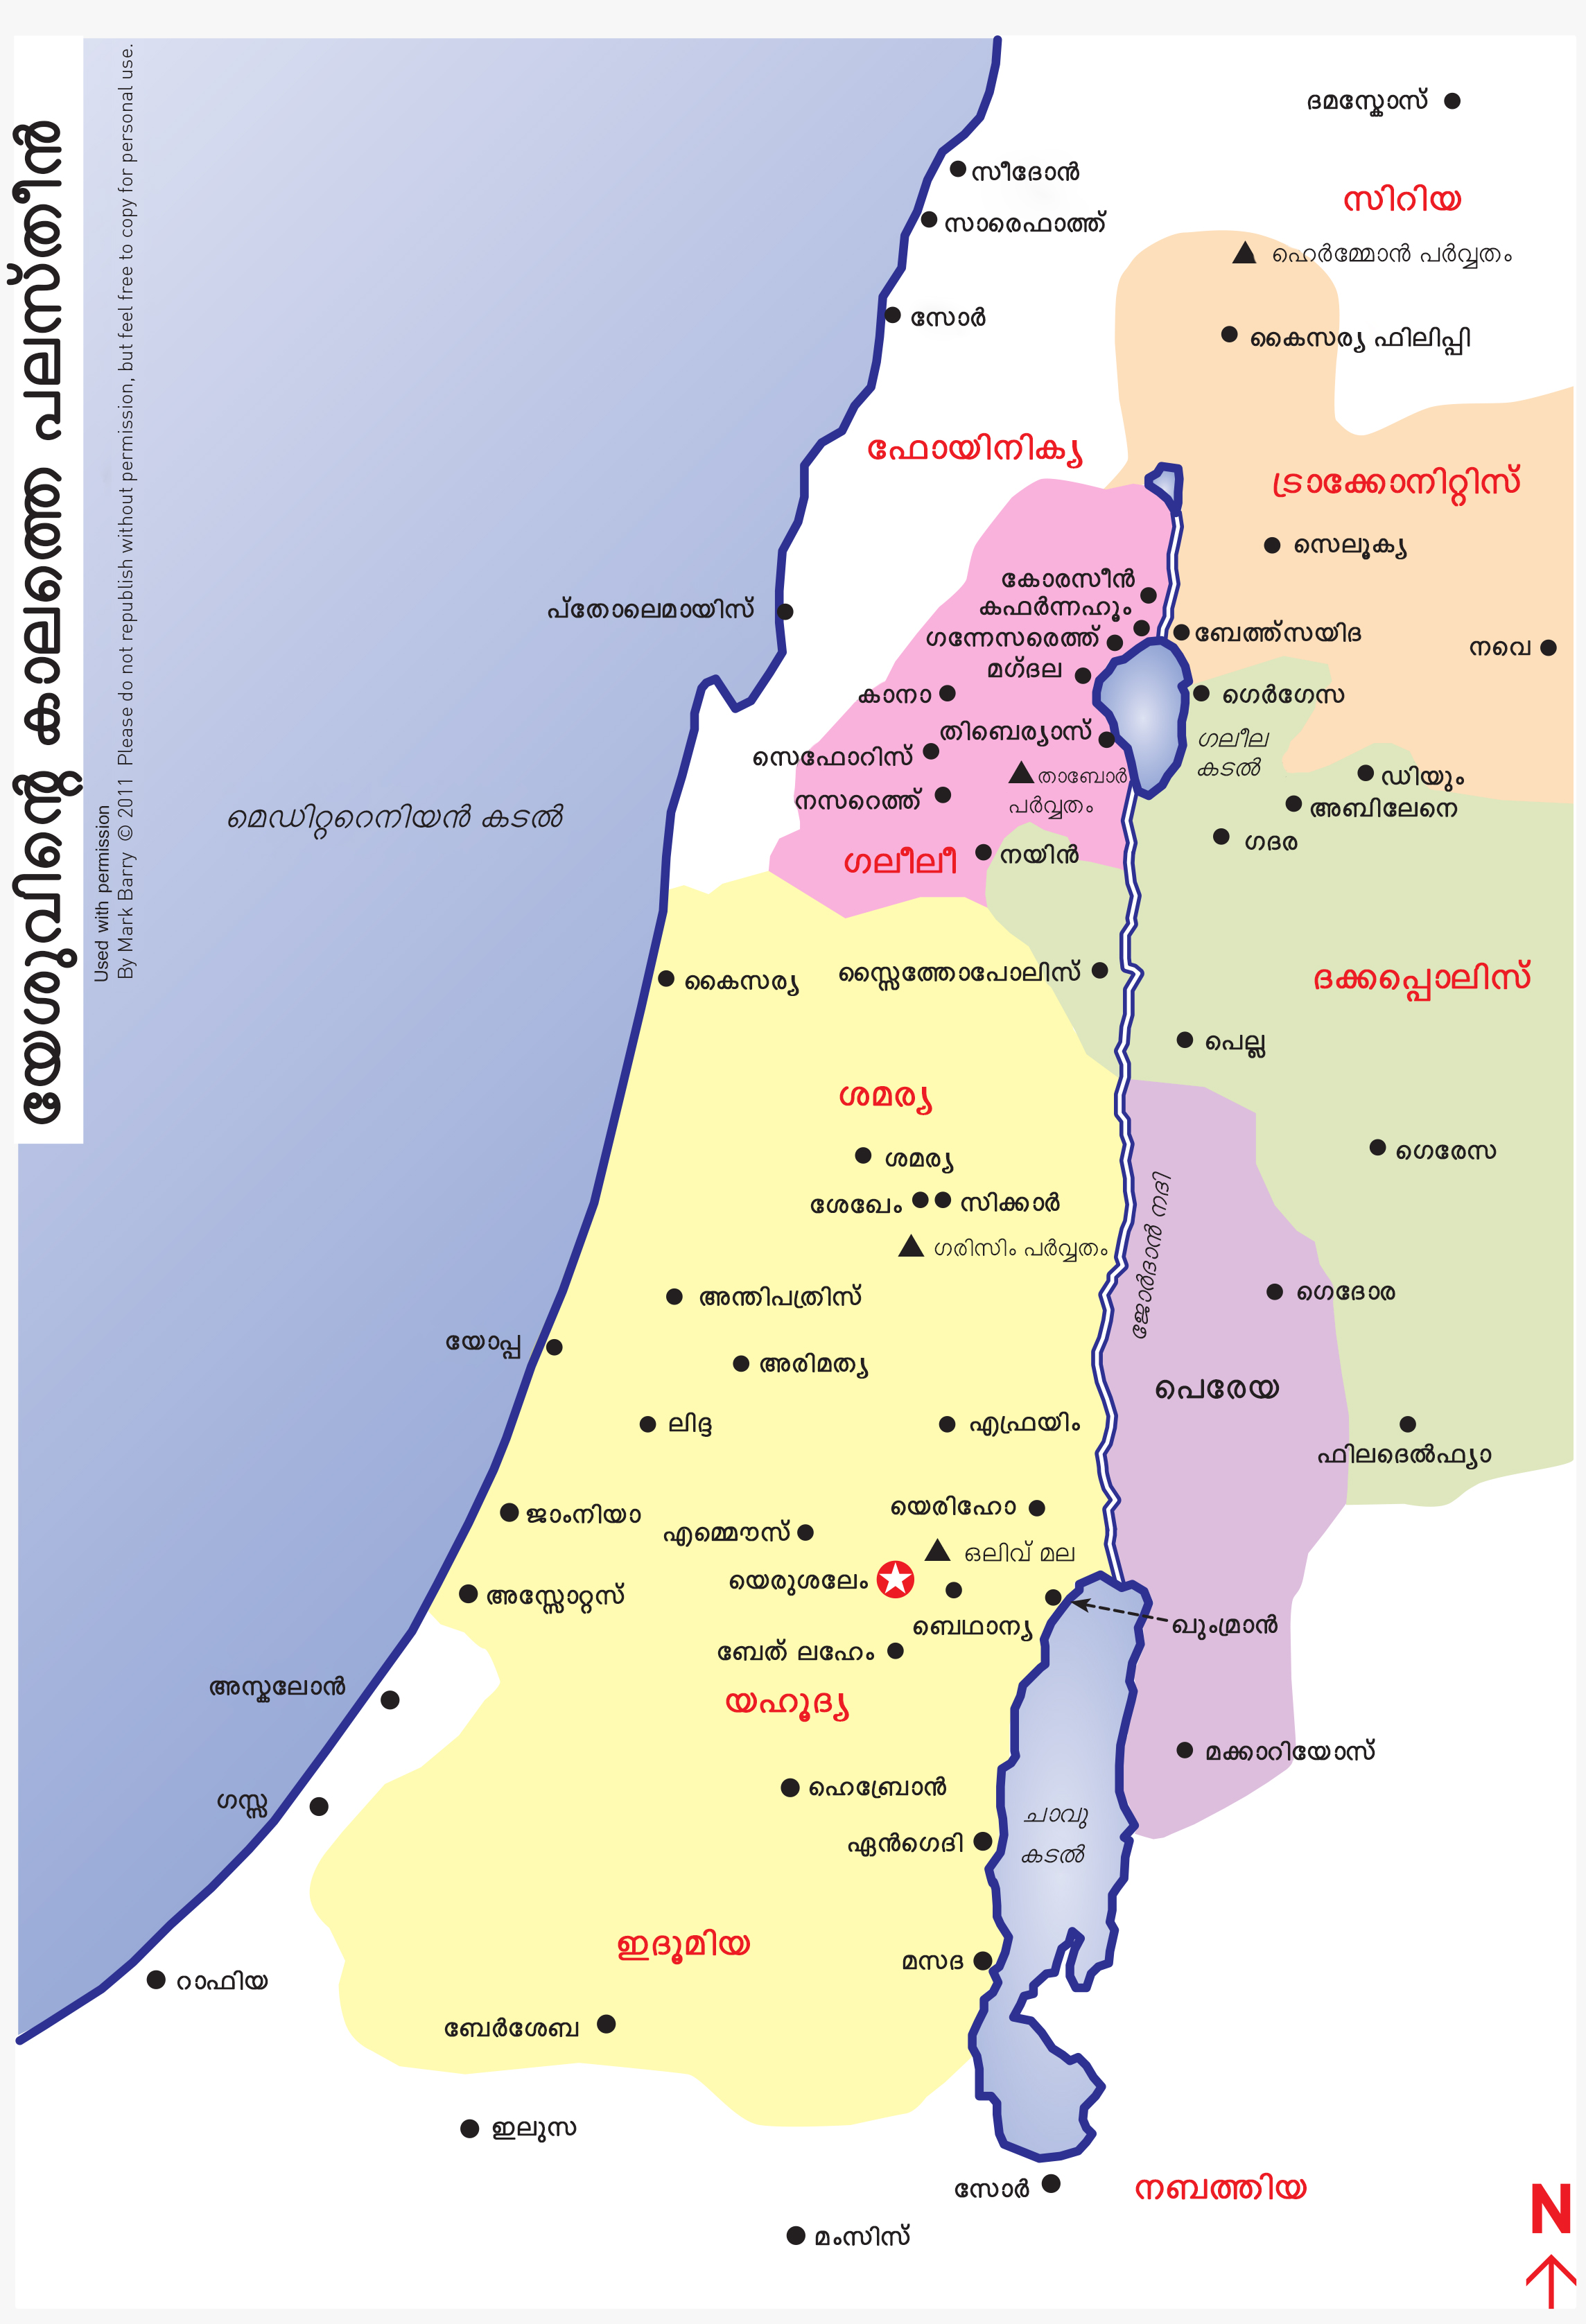 യേശുവിന്റെ കാലത്തെ പലസ്തീൻ
Used with permission
By Mark Barry © 2011 Please do not republish without permission, but feel free to copy for personal use.
ദമസ്കോസ്
സീദോൻ
സിറിയ
സാരെഫാത്ത്
ഹെർമ്മോൻ പർവ്വതം
സോർ
കൈസര്യ ഫിലിപ്പി
ഫോയിനിക്യ
ട്രാക്കോനിറ്റിസ്
സെലൂക്യ
കോരസീൻ
കഫർന്നഹൂം
പ്തോലെമായിസ്
ഗന്നേസരെത്ത്
ബേത്ത്സയിദ
നവെ
മഗ്ദല
കാനാ
ഗെർഗേസ
തിബെര്യാസ്
ഗലീല
കടൽ
സെഫോറിസ്
താബോർ
പർവ്വതം
ഡിയും
നസറെത്ത്
അബിലേനെ
മെഡിറ്ററെനിയൻ കടൽ
ഗദര
ഗലീലീ
നയിൻ
കൈസര്യ
സ്സൈത്തോപോലിസ്
ദക്കപ്പൊലിസ്
പെല്ല
ശമര്യ
ശമര്യ
ഗെരേസ
ശേഖേം
സിക്കാർ
ഗരിസിം പർവ്വതം
ജോർദാൻ നദി
അന്തിപത്രിസ്
ഗെദോര
യോപ്പ
അരിമത്യ
പെരേയ
ലിദ്ദ
എഫ്രയിം
ഫിലദെൽഫ്യാ
യെരിഹോ
ജാംനിയാ
എമ്മൌസ്
ഒലിവ് മല
യെരുശലേം
അസ്സോറ്റസ്
ബെഥാന്യ
ഖുംമ്രാൻ
ബേത് ലഹേം
അസ്കലോൻ
യഹൂദ്യ
മക്കാറിയോസ്
ഹെബ്രോൻ
ഗസ്സ
ചാവു
കടൽ
ഏൻഗെദി
ഇദൂമിയ
മസദ
റാഫിയ
ബേർശേബ
ഇലുസ
സോർ
നബത്തിയ
മംസിസ്
N